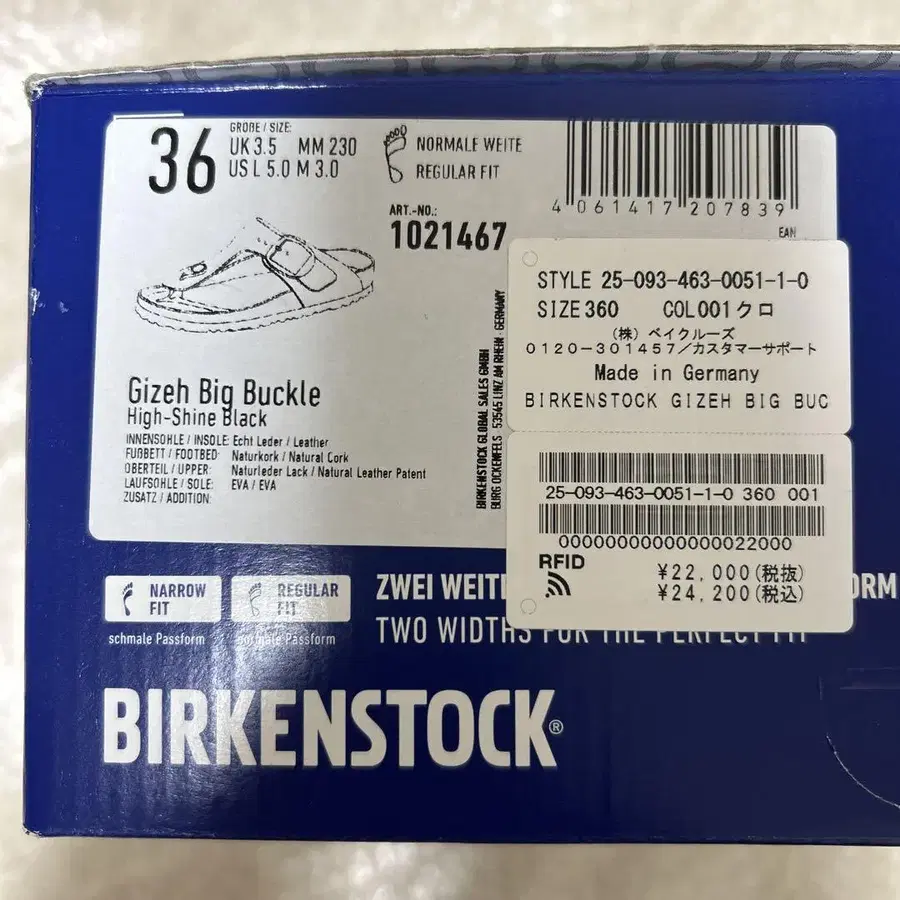 36
GRÖBE / SIZE:
UK 3.5 MM 230
US L 5.0 M 3.0
NORMALE WEITE
REGULAR FIT
4 061417 207839
EAN
ART.-NO.:
1021467
Gizeh Big Buckle
High-Shine Black
INNENSOHLE / INSOLE: Echt Leder / Leather
FUßBETT / FOOTBED: Naturkork / Natural Cork
OBERTEIL / UPPER: Naturleder Lack / Natural Leather Patent
LAUFSOHLE / SOLE: EVA / EVA
ZUSATZ / ADDITION:
BIRKENSTOCK GLOBAL SALES GMBH
BURG OCKENFELS · 53545 LINZ AM RHEIN · GERMANY
STYLE 25-093-463-0051-1-0
SIZE 360 COL001クロ
(株) ベイクルーズ
0120-301457/カスタマーサポート
Made in Germany
BIRKENSTOCK GIZEH BIG BUC
25-093-463-0051-1-0 360 001
00000000000000022000
RFID
¥22,000(税抜)
¥24,200(税込)
NARROW
FIT
schmale Passform
REGULAR
FIT
normale Passform
ZWEI WEIT
ORM
TWO WIDTHS FOR THE PERFECT FIT
BIRKENSTOCK®